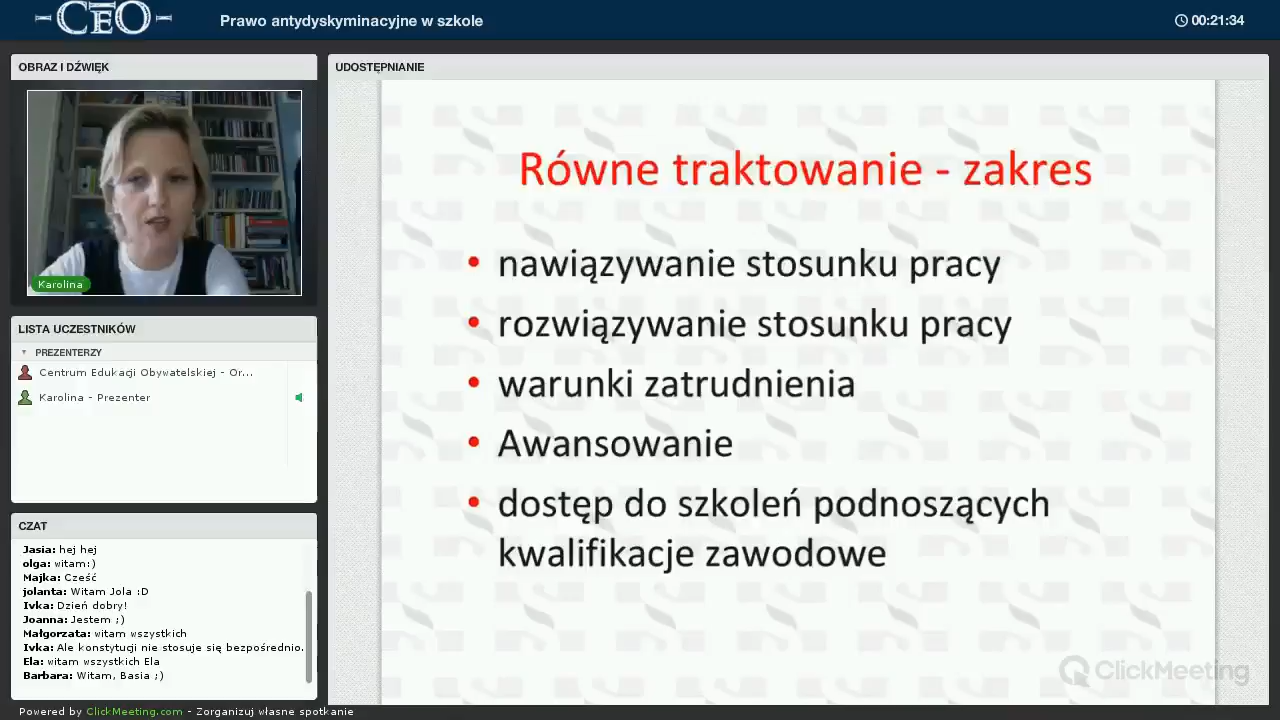 CEO
Prawo antydyskyminacyjne w szkole
00:21:34
OBRAZ I DŹWIĘK
Karolina
LISTA UCZESTNIKÓW
PREZENTERZY
Centrum Edukacji Obywatelskiej - Or...
Karolina - Prezenter
CZAT
Jasia: hej hej
olga: witam:)
Majka: Cześć
jolanta: Witam Jola :D
Ivka: Dzień dobry!
Joanna: Jestem ;)
Małgorzata: witam wszystkich
Ivka: Ale konstytucji nie stosuje się bezpośrednio.
Ela: witam wszystkich Ela
Barbara: Witam, Basia ;)
UDOSTĘPNIANIE
Równe traktowanie - zakres
• nawiązywanie stosunku pracy
• rozwiązywanie stosunku pracy
• warunki zatrudnienia
• Awansowanie
• dostęp do szkoleń podnoszących
kwalifikacje zawodowe
ClickMeeting
Powered by ClickMeeting.com - Zorganizuj własne spotkanie